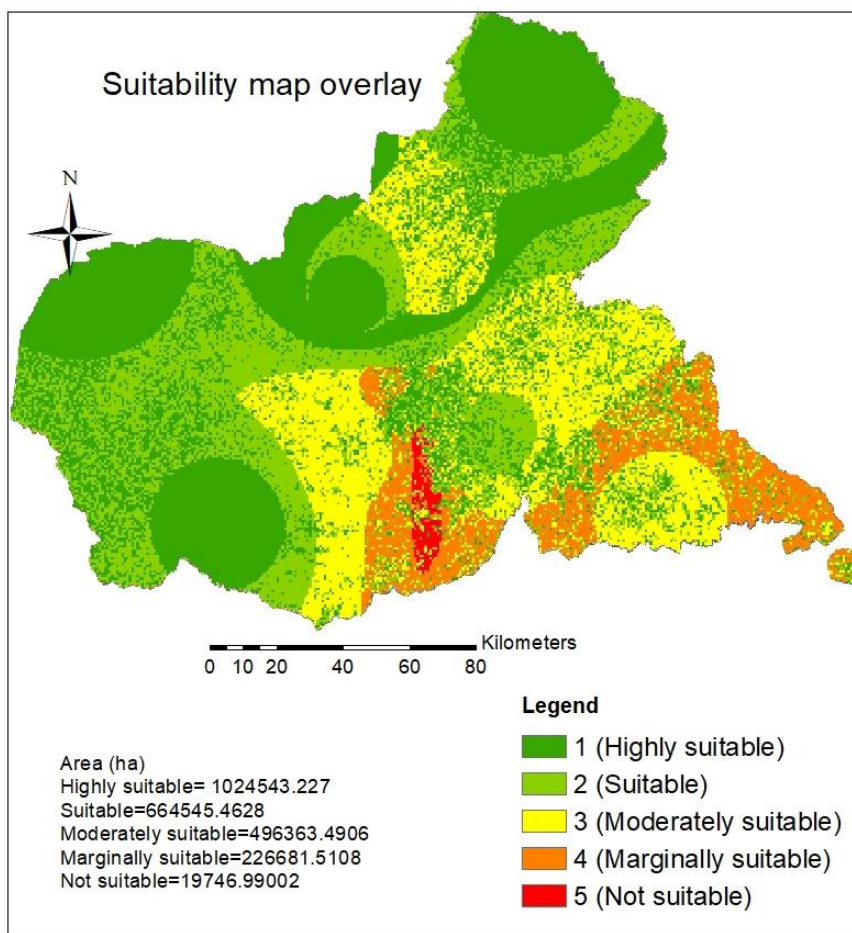 Suitability map overlay
N
Kilometers
0 10 20 40 60 80
Legend
1 (Highly suitable)
2 (Suitable)
3 (Moderately suitable)
4 (Marginally suitable)
5 (Not suitable)
Area (ha)
Highly suitable= 1024543.227
Suitable=664545.4628
Moderately suitable=496363.4906
Marginally suitable=226681.5108
Not suitable=19746.99002